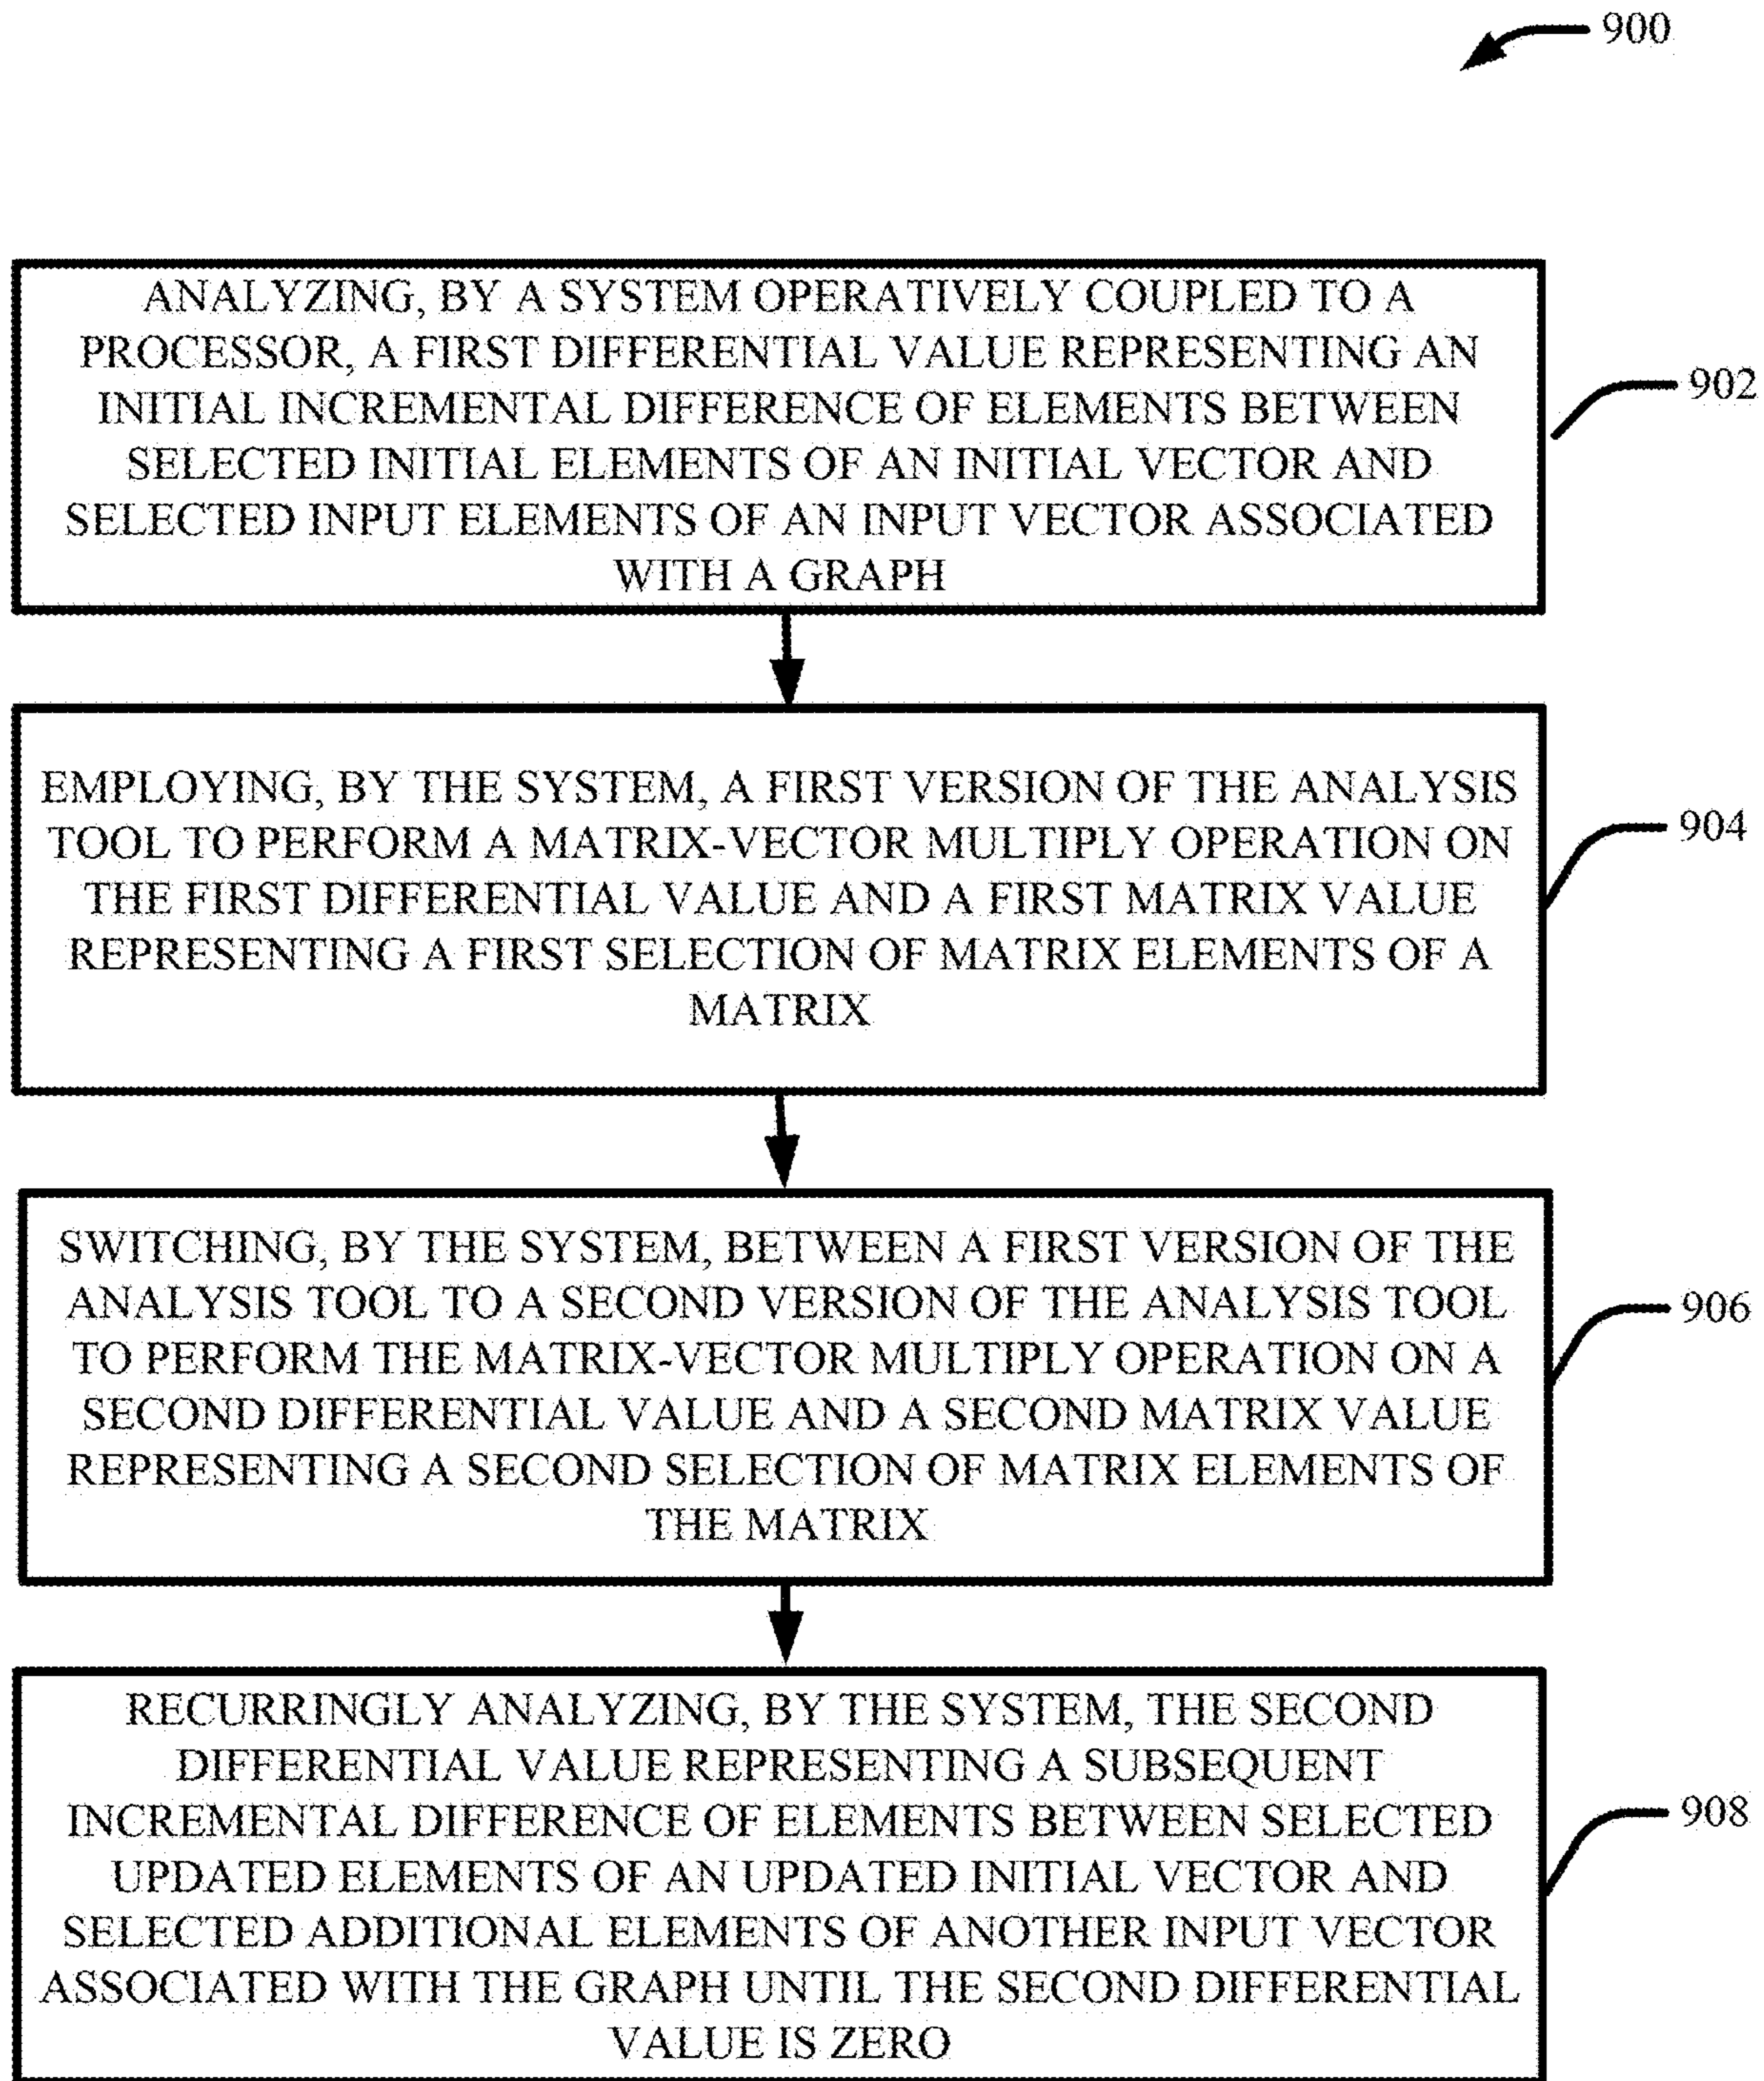 900
ANALYZING, BY A SYSTEM OPERATIVELY COUPLED TO A
PROCESSOR, A FIRST DIFFERENTIAL VALUE REPRESENTING AN
INITIAL INCREMENTAL DIFFERENCE OF ELEMENTS BETWEEN
SELECTED INITIAL ELEMENTS OF AN INITIAL VECTOR AND
SELECTED INPUT ELEMENTS OF AN INPUT VECTOR ASSOCIATED
WITH A GRAPH
902
EMPLOYING, BY THE SYSTEM, A FIRST VERSION OF THE ANALYSIS
TOOL TO PERFORM A MATRIX-VECTOR MULTIPLY OPERATION ON
THE FIRST DIFFERENTIAL VALUE AND A FIRST MATRIX VALUE
REPRESENTING A FIRST SELECTION OF MATRIX ELEMENTS OF A
MATRIX
904
SWITCHING, BY THE SYSTEM, BETWEEN A FIRST VERSION OF THE
ANALYSIS TOOL TO A SECOND VERSION OF THE ANALYSIS TOOL
TO PERFORM THE MATRIX-VECTOR MULTIPLY OPERATION ON A
SECOND DIFFERENTIAL VALUE AND A SECOND MATRIX VALUE
REPRESENTING A SECOND SELECTION OF MATRIX ELEMENTS OF
THE MATRIX
906
RECURRINGLY ANALYZING, BY THE SYSTEM, THE SECOND
DIFFERENTIAL VALUE REPRESENTING A SUBSEQUENT
INCREMENTAL DIFFERENCE OF ELEMENTS BETWEEN SELECTED
UPDATED ELEMENTS OF AN UPDATED INITIAL VECTOR AND
SELECTED ADDITIONAL ELEMENTS OF ANOTHER INPUT VECTOR
ASSOCIATED WITH THE GRAPH UNTIL THE SECOND DIFFERENTIAL
VALUE IS ZERO
908